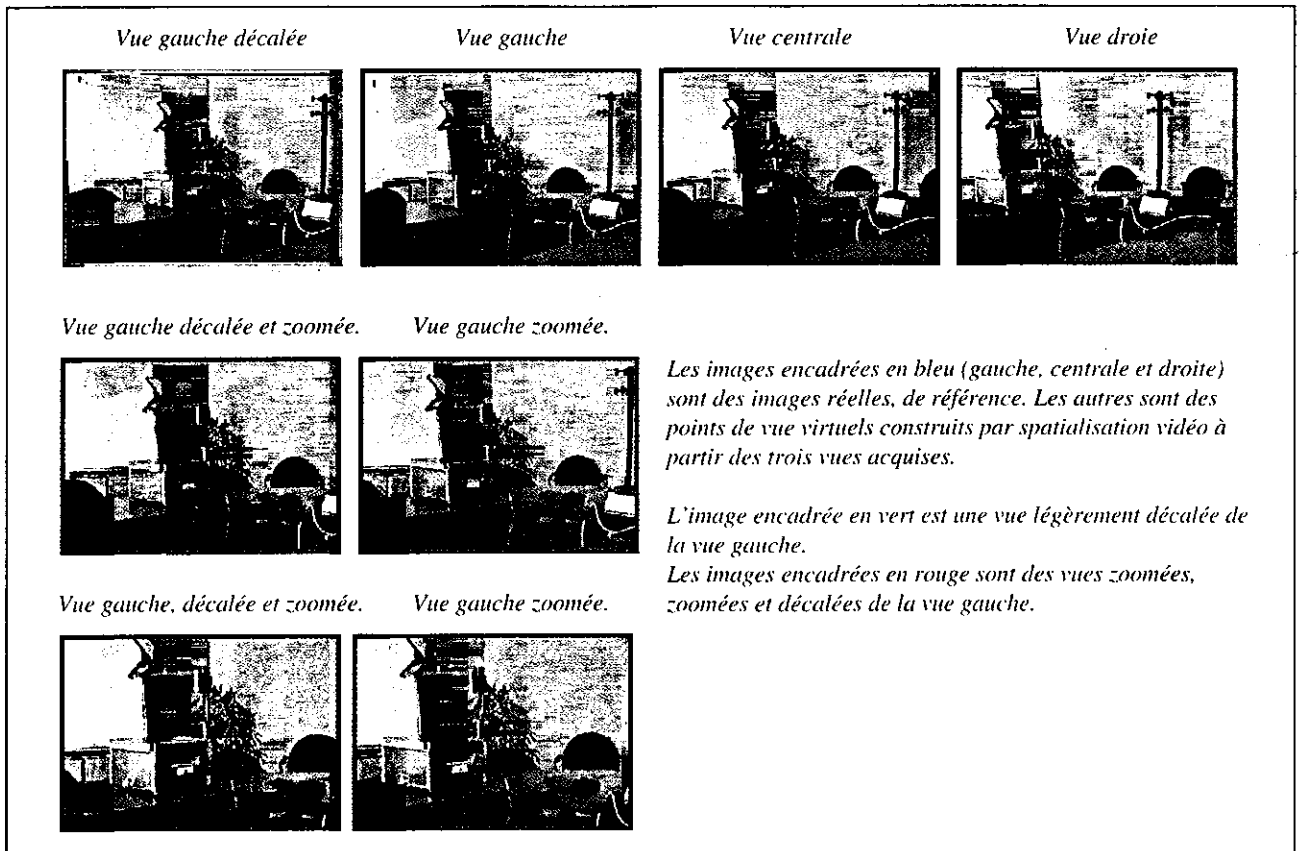 Vue gauche décalée
Vue gauche
Vue centrale
Vue droie
Vue gauche décalée et zoomée.
Vue gauche zoomée.
Les images encadrées en bleu (gauche, centrale et droite)
sont des images réelles, de référence. Les autres sont des
points de vue virtuels construits par spatialisation vidéo à
partir des trois vues acquises.
L'image encadrée en vert est une vue légèrement décalée de
la vue gauche.
Les images encadrées en rouge sont des vues zoomées,
zoomées et décalées de la vue gauche.
Vue gauche, décalée et zoomée.
Vue gauche zoomée.